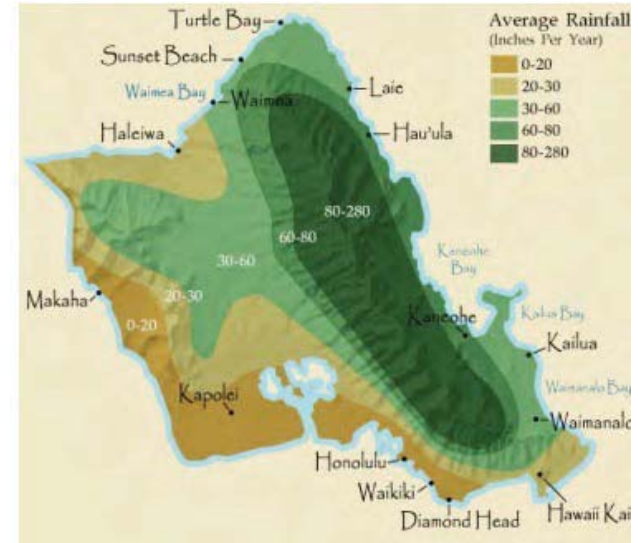 Turtle Bay
Average Rainfall
(Inches Per Year)
0-20
20-30
30-60
60-80
80-280
Sunset Beach
Waimea Bay
Waimea
Laie
Haleiwa
Hau'ula
80-280
60-80
30-60
Kaneohe
Bay
20-30
Makaha
0-20
Kaneohe
Kailua Bay
Kailua
Kapolei
Waimanalo Bay
Waimanalo
Honolulu
Waikiki
Hawaii Kai
Diamond Head